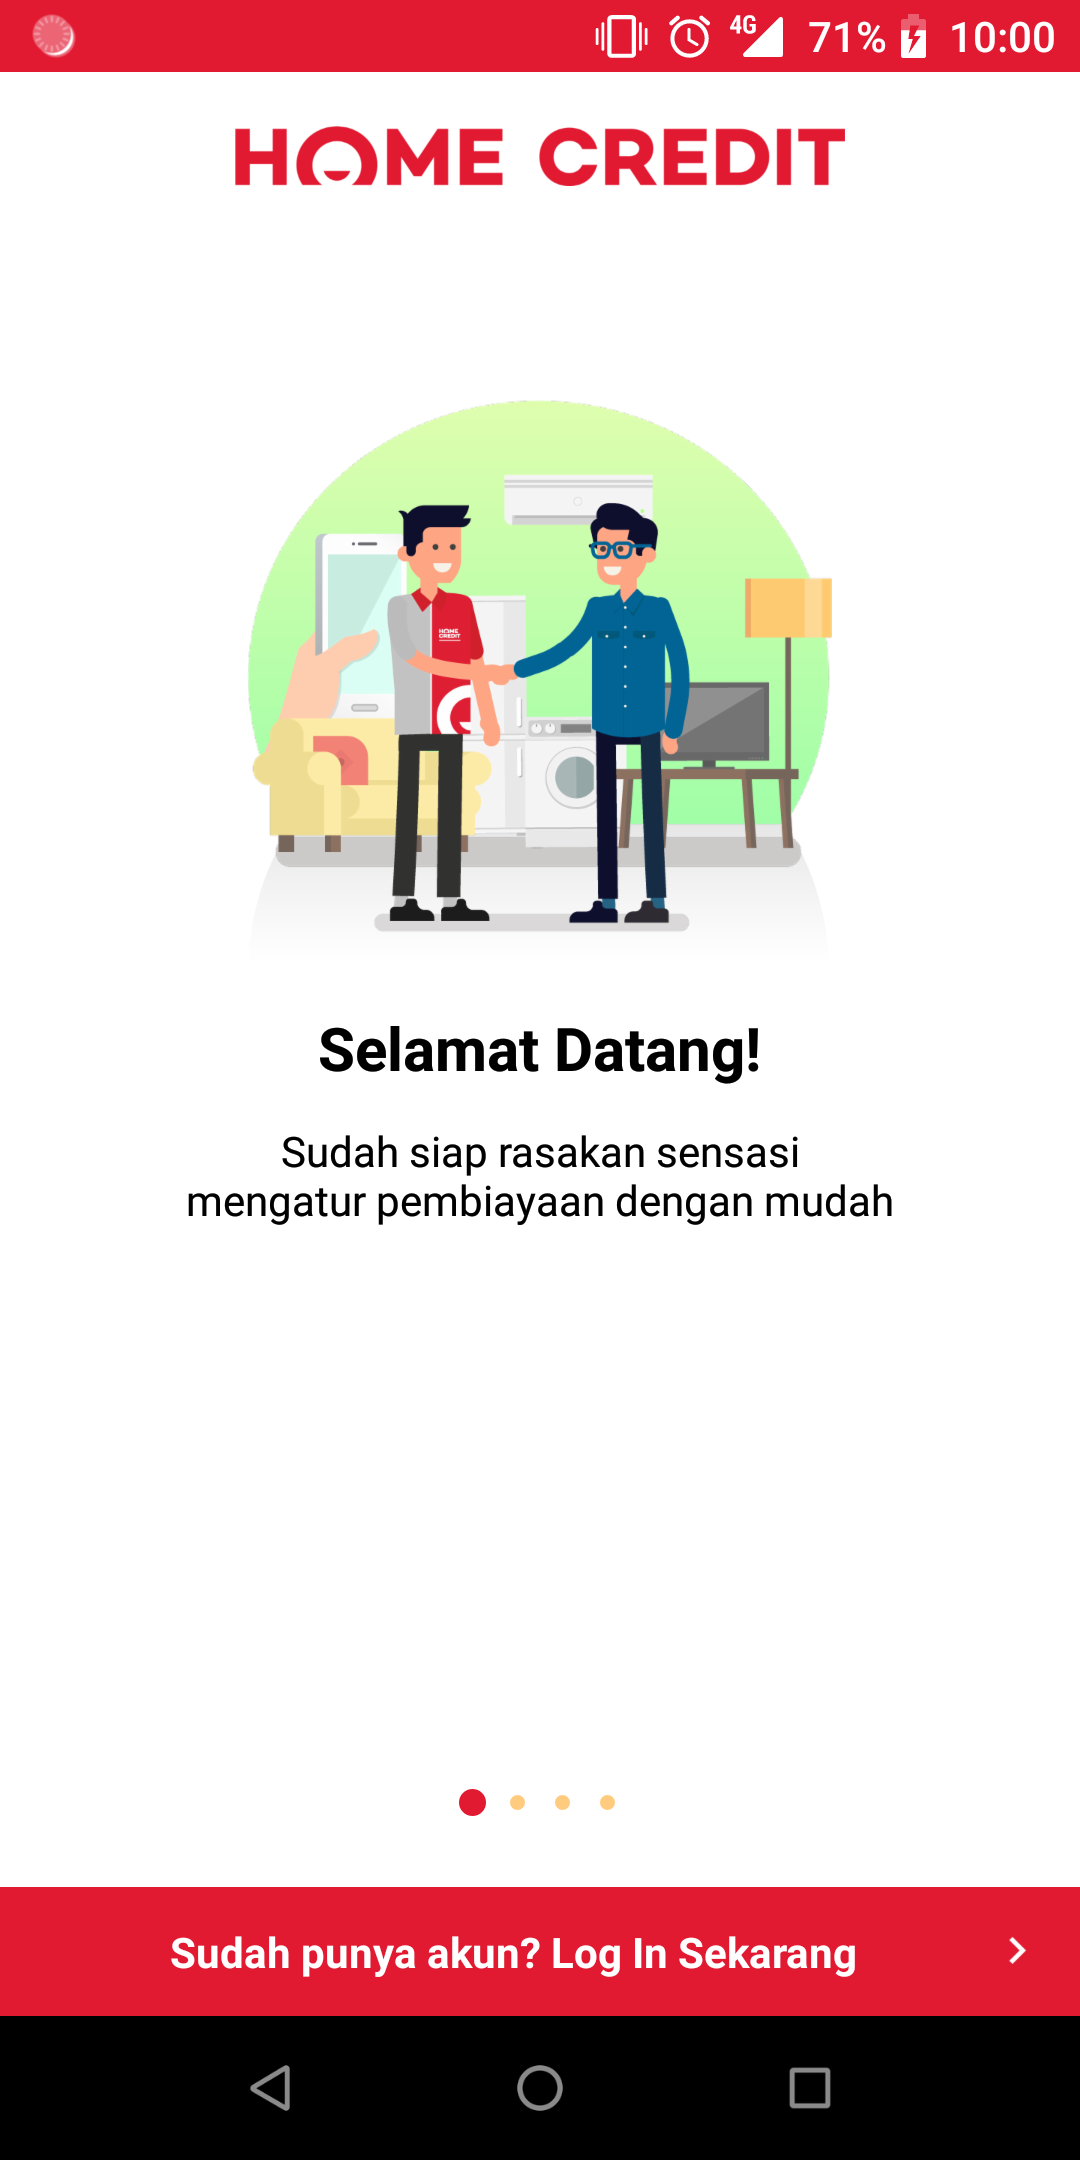 4G 71% 10:00
HOME CREDIT
HOME
CREDIT
Selamat Datang!
Sudah siap rasakan sensasi
mengatur pembiayaan dengan mudah
Sudah punya akun? Log In Sekarang